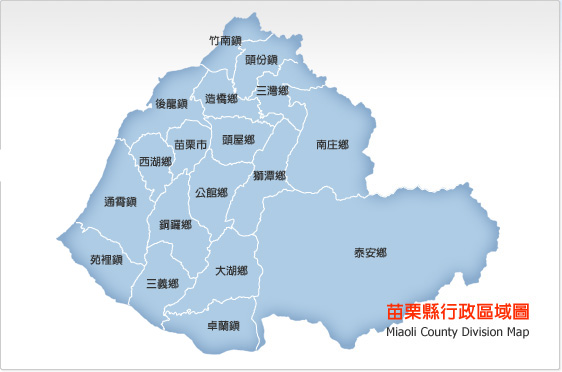 竹南鎮
頭份鎮
三灣鄉
後龍鎮
造橋鄉
苗栗市
頭屋鄉
南庄鄉
西湖鄉
獅潭鄉
公館鄉
通霄鎮
銅鑼鄉
泰安鄉
苑裡鎮
大湖鄉
三義鄉
卓蘭鎮
苗栗縣行政區域圖
Miaoli County Division Map